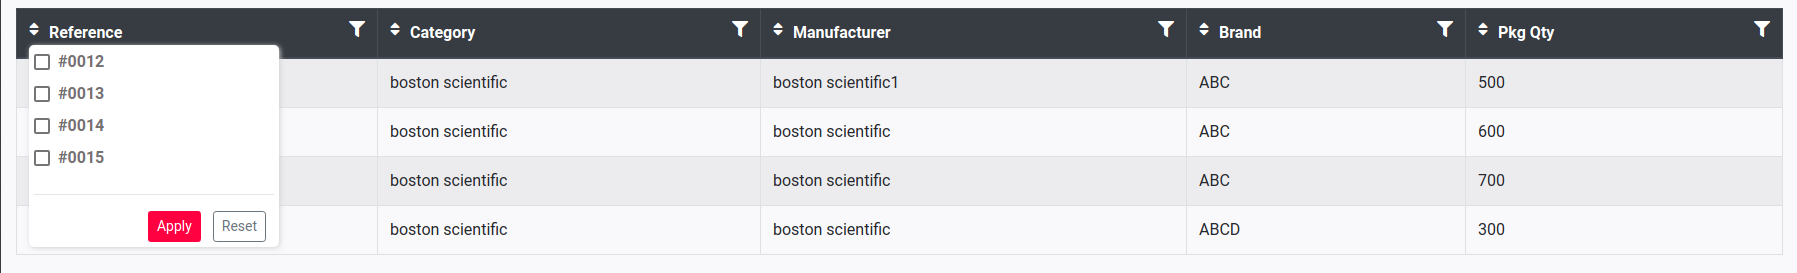 Reference Category Manufacturer Brand Pkg Qty
#0012
#0013
#0014
#0015
Apply Reset
boston scientific boston scientific1 ABC 500
boston scientific boston scientific ABC 600
boston scientific boston scientific ABC 700
boston scientific boston scientific ABCD 300